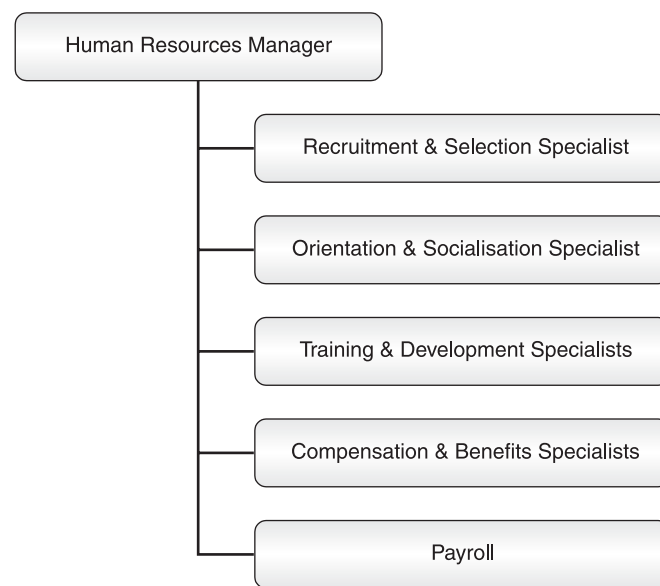 Human Resources Manager
Recruitment & Selection Specialist
Orientation & Socialisation Specialist
Training & Development Specialists
Compensation & Benefits Specialists
Payroll